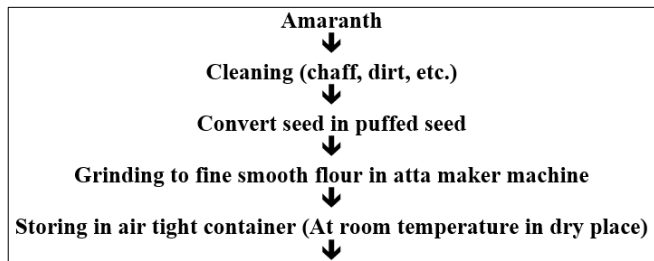 Amaranth
Cleaning (chaff, dirt, etc.)
Convert seed in puffed seed
Grinding to fine smooth flour in atta maker machine
Storing in air tight container (At room temperature in dry place)